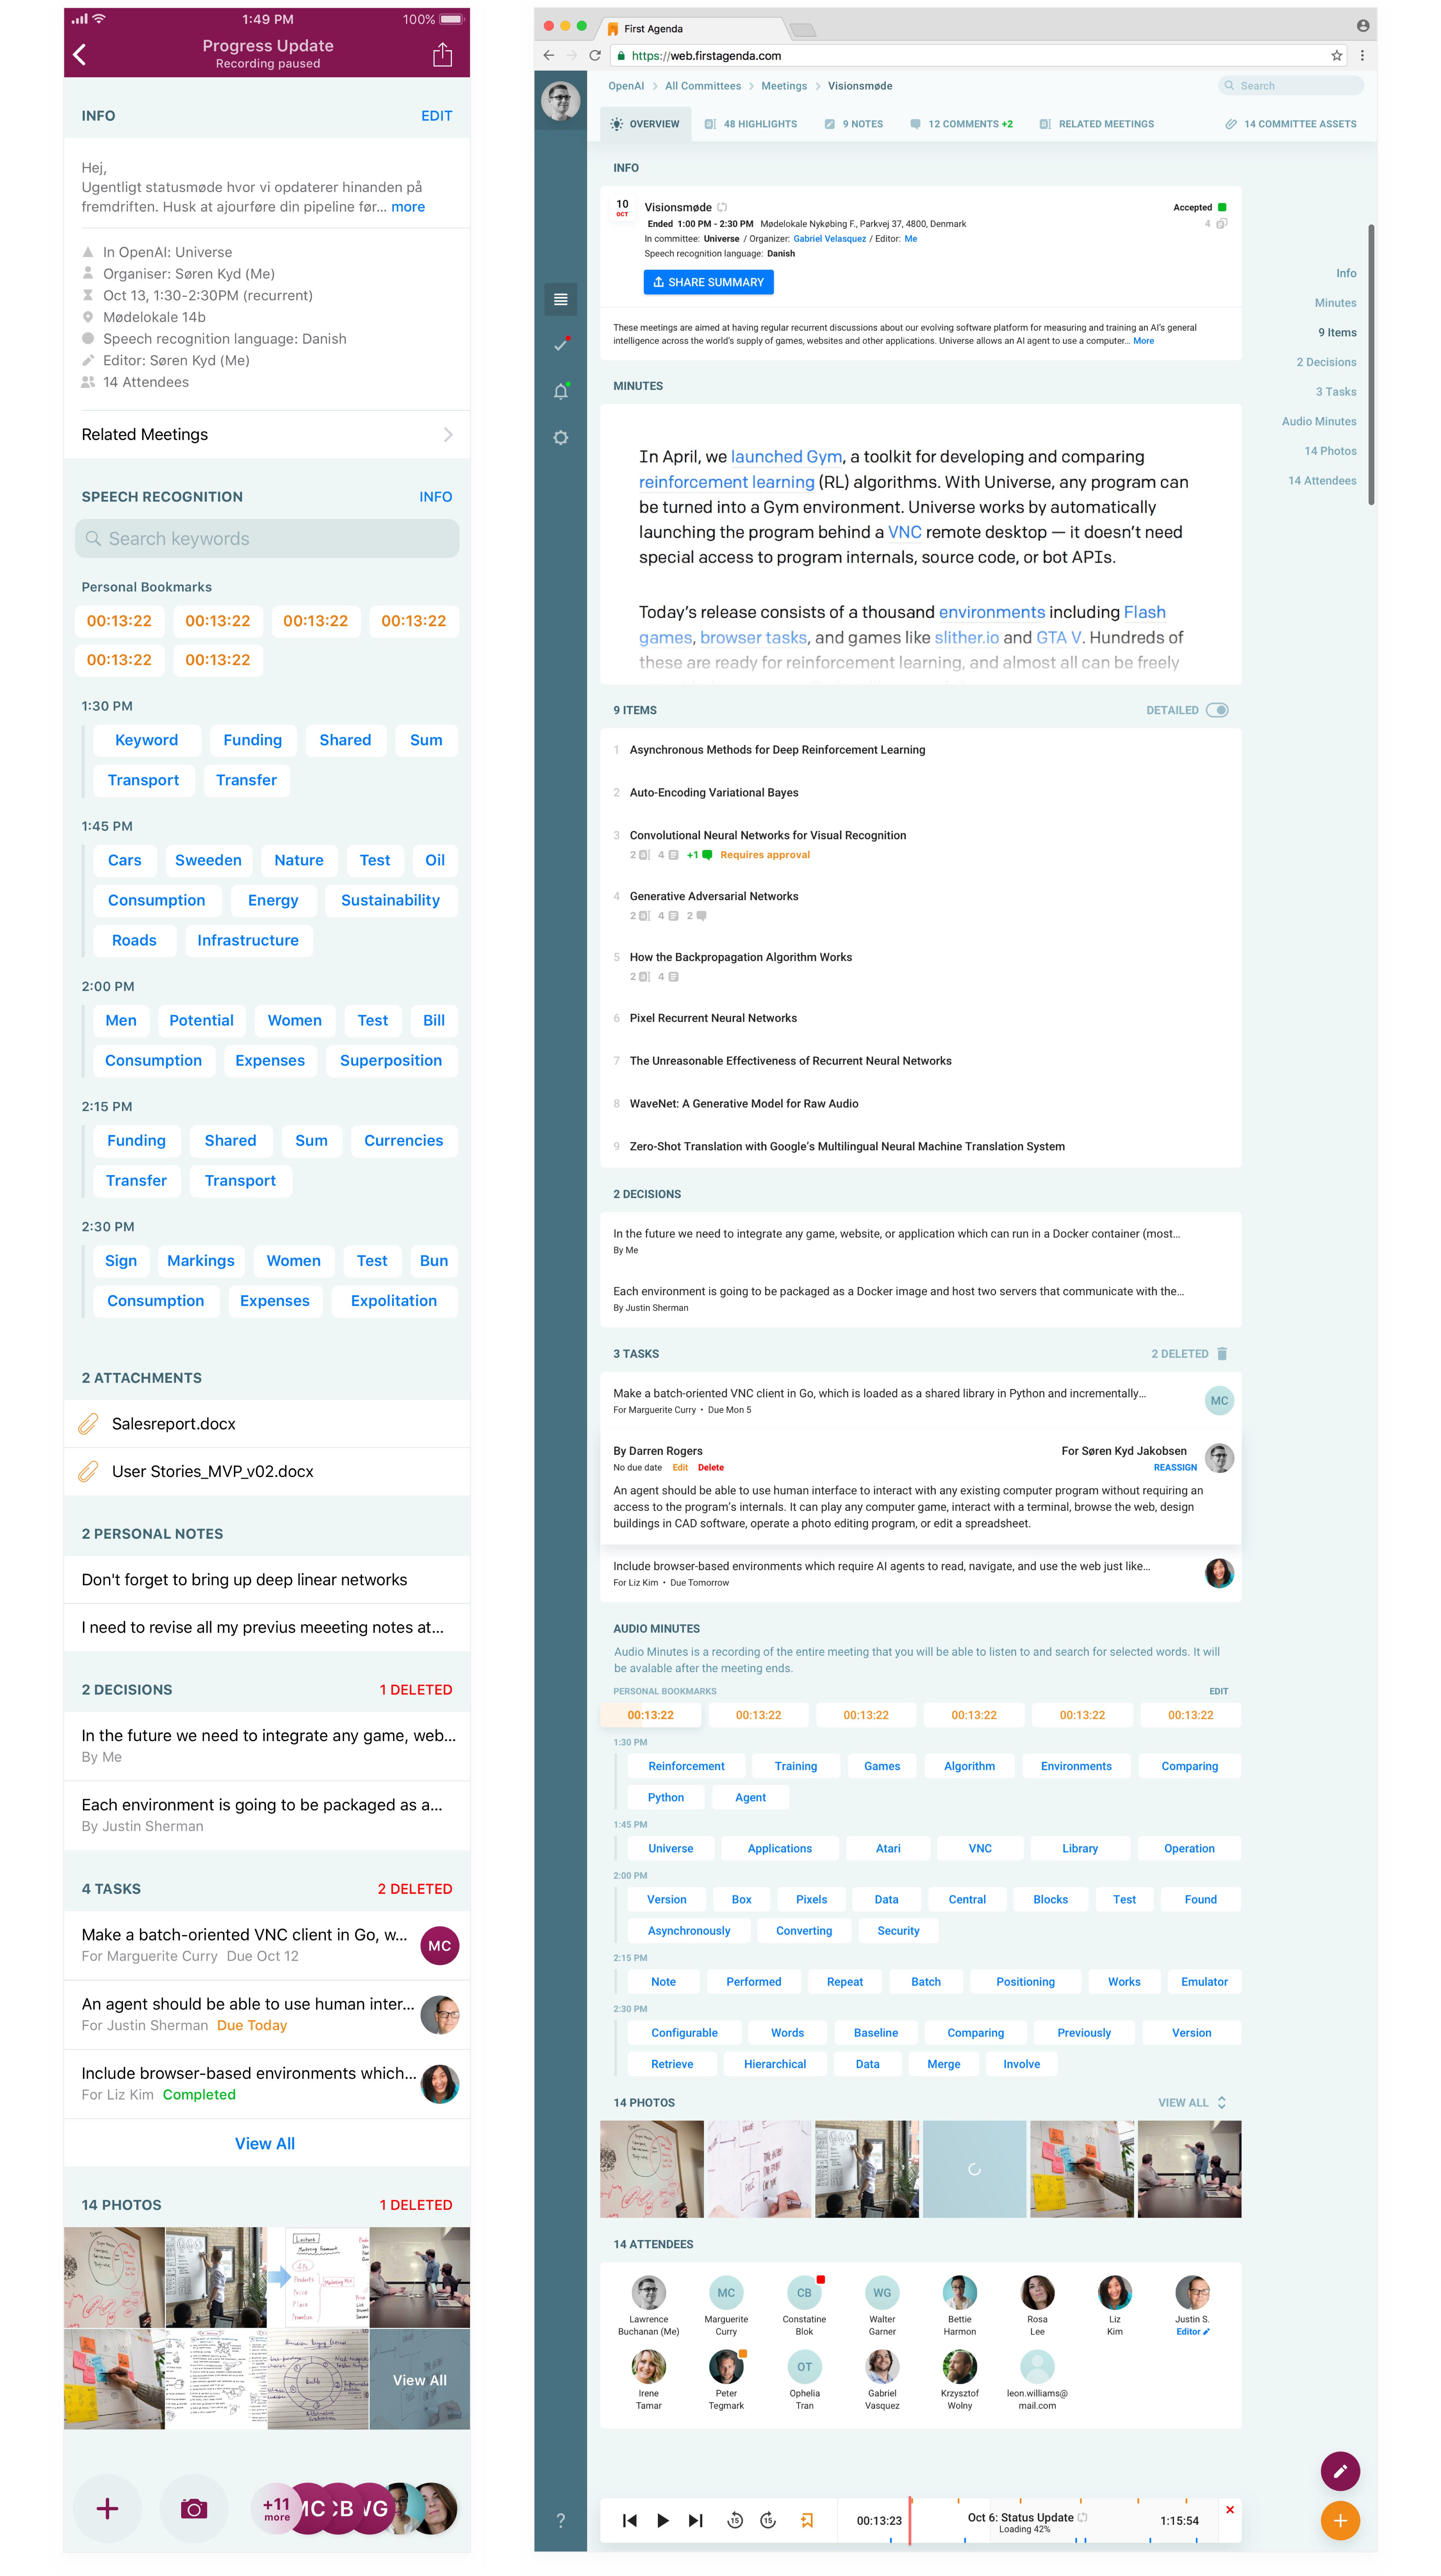 1:49 PM
100%
Progress Update
Recording paused
INFO
EDIT
Hej,
Ugentligt statusmøde hvor vi opdaterer hinanden på
fremdriften. Husk at ajourføre din pipeline før... more
In OpenAI: Universe
Organiser: Søren Kyd (Me)
Oct 13, 1:30-2:30PM (recurrent)
Mødelokale 14b
Speech recognition language: Danish
Editor: Søren Kyd (Me)
14 Attendees
Related Meetings
SPEECH RECOGNITION
INFO
Search keywords
Personal Bookmarks
00:13:22 00:13:22 00:13:22 00:13:22
00:13:22 00:13:22
1:30 PM
Keyword Funding Shared Sum
Transport Transfer
1:45 PM
Cars Sweeden Nature Test Oil
Consumption Energy Sustainability
Roads Infrastructure
2:00 PM
Men Potential Women Test Bill
Consumption Expenses Superposition
2:15 PM
Funding Shared Sum Currencies
Transfer Transport
2:30 PM
Sign Markings Women Test Bun
Consumption Expenses Expolitation
2 ATTACHMENTS
Salesreport.docx
User Stories_MVP_v02.docx
2 PERSONAL NOTES
Don't forget to bring up deep linear networks
I need to revise all my previus meeeting notes at...
2 DECISIONS
1 DELETED
In the future we need to integrate any game, web...
By Me
Each environment is going to be packaged as a...
By Justin Sherman
4 TASKS
2 DELETED
Make a batch-oriented VNC client in Go, w...
For Marguerite Curry Due Oct 12
MC
An agent should be able to use human inter...
For Justin Sherman Due Today
Include browser-based environments which...
For Liz Kim Completed
View All
14 PHOTOS
1 DELETED
View All
+11
more
MC CB WG
First Agenda
https://web.firstagenda.com
OpenAI > All Committees > Meetings > Visionsmøde
Search
OVERVIEW
48 HIGHLIGHTS
9 NOTES
12 COMMENTS +2
RELATED MEETINGS
14 COMMITTEE ASSETS
INFO
10
OCT
Visionsmøde
Accepted
Ended 1:00 PM - 2:30 PM Mødelokale Nykøbing F., Parkvej 37, 4800, Denmark
4
In committee: Universe / Organizer: Gabriel Velasquez / Editor: Me
Speech recognition language: Danish
SHARE SUMMARY
These meetings are aimed at having regular recurrent discussions about our evolving software platform for measuring and training an AI's general
intelligence across the world's supply of games, websites and other applications. Universe allows an AI agent to use a computer... More
Info
Minutes
9 Items
2 Decisions
3 Tasks
Audio Minutes
14 Photos
14 Attendees
MINUTES
In April, we launched Gym, a toolkit for developing and comparing
reinforcement learning (RL) algorithms. With Universe, any program can
be turned into a Gym environment. Universe works by automatically
launching the program behind a VNC remote desktop — it doesn't need
special access to program internals, source code, or bot APIs.
Today's release consists of a thousand environments including Flash
games, browser tasks, and games like slither.io and GTA V. Hundreds of
these are ready for reinforcement learning, and almost all can be freely
9 ITEMS
DETAILED
1 Asynchronous Methods for Deep Reinforcement Learning
2 Auto-Encoding Variational Bayes
3 Convolutional Neural Networks for Visual Recognition
2 4 +1 Requires approval
4 Generative Adversarial Networks
2 4 2
5 How the Backpropagation Algorithm Works
2 4
6 Pixel Recurrent Neural Networks
7 The Unreasonable Effectiveness of Recurrent Neural Networks
8 WaveNet: A Generative Model for Raw Audio
9 Zero-Shot Translation with Google's Multilingual Neural Machine Translation System
2 DECISIONS
In the future we need to integrate any game, website, or application which can run in a Docker container (most...
By Me
Each environment is going to be packaged as a Docker image and host two servers that communicate with the...
By Justin Sherman
3 TASKS
2 DELETED
Make a batch-oriented VNC client in Go, which is loaded as a shared library in Python and incrementally...
For Marguerite Curry • Due Mon 5
MC
By Darren Rogers
For Søren Kyd Jakobsen
No due date Edit Delete
REASSIGN
An agent should be able to use human interface to interact with any existing computer program without requiring an
access to the program's internals. It can play any computer game, interact with a terminal, browse the web, design
buildings in CAD software, operate a photo editing program, or edit a spreadsheet.
Include browser-based environments which require AI agents to read, navigate, and use the web just like...
For Liz Kim • Due Tomorrow
AUDIO MINUTES
Audio Minutes is a recording of the entire meeting that you will be able to listen to and search for selected words. It will
be avalable after the meeting ends.
PERSONAL BOOKMARKS
EDIT
00:13:22 00:13:22 00:13:22 00:13:22 00:13:22 00:13:22
1:30 PM
Reinforcement Training Games Algorithm Environments Comparing
Python Agent
1:45 PM
Universe Applications Atari VNC Library Operation
2:00 PM
Version Box Pixels Data Central Blocks Test Found
Asynchronously Converting Security
2:15 PM
Note Performed Repeat Batch Positioning Works Emulator
2:30 PM
Configurable Words Baseline Comparing Previously Version
Retrieve Hierarchical Data Merge Involve
14 PHOTOS
VIEW ALL
14 ATTENDEES
MC CB WG
Lawrence Marguerite Constatine Walter Bettie Rosa Liz Justin S.
Buchanan (Me) Curry Blok Garner Harmon Lee Kim Editor
OT
Irene Peter Ophelia Gabriel Krzysztof leon.williams@
Tamar Tegmark Tran Vasquez Wolny mail.com
?
15 15
00:13:23
Oct 6: Status Update
Loading 42%
1:15:54